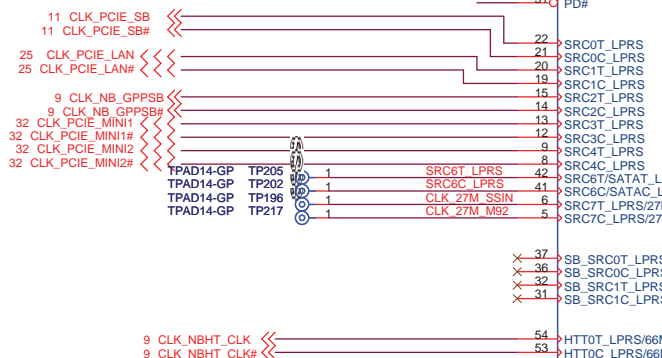 31 PD#
11 CLK_PCIE_SB
11 CLK_PCIE_SB#
22 SRC0T_LPRS
21 SRC0C_LPRS
25 CLK_PCIE_LAN
25 CLK_PCIE_LAN#
20 SRC1T_LPRS
19 SRC1C_LPRS
9 CLK_NB_GPPSB 15 SRC2T_LPRS
9 CLK_NB_GPPSB# 14 SRC2C_LPRS
32 CLK_PCIE_MINI1 13 SRC3T_LPRS
32 CLK_PCIE_MINI1# 12 SRC3C_LPRS
32 CLK_PCIE_MINI2 9 SRC4T_LPRS
32 CLK_PCIE_MINI2# 8 SRC4C_LPRS
TPAD14-GP TP205 1 SRC6T_LPRS 42 SRC6T/SATAT_L
TPAD14-GP TP202 1 SRC6C_LPRS 41 SRC6C/SATAC_L
TPAD14-GP TP196 1 CLK_27M_SSIN 6 SRC7T_LPRS/27
TPAD14-GP TP217 1 CLK_27M_M92 5 SRC7C_LPRS/27
37 SB_SRC0T_LPRS
36 SB_SRC0C_LPRS
32 SB_SRC1T_LPRS
31 SB_SRC1C_LPRS
9 CLK_NBHT_CLK 54 HTT0T_LPRS/66
9 CLK_NBHT_CLK# 53 HTT0C_LPRS/66